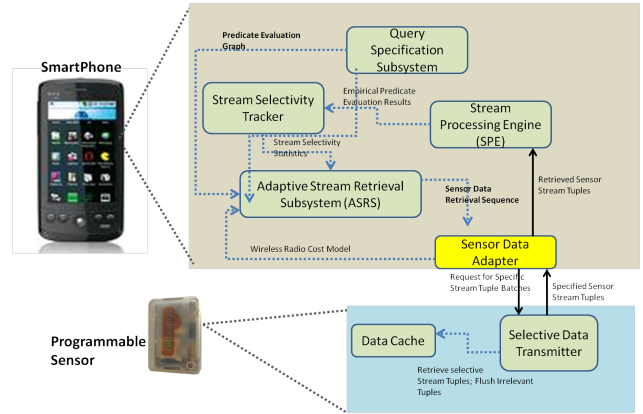 Predicate Evaluation
Graph
Query
Specification
Subsystem
SmartPhone
Stream Selectivity
Tracker
Empirical Predicate
Evaluation Results
Stream
Processing Engine
(SPE)
Stream Selectivity
Statistics
Adaptive Stream Retrieval
Subsystem (ASRS)
Sensor Data
Retrieval Sequence
Retrieved Sensor
Stream Tuples
Wireless Radio Cost Model
Sensor Data
Adapter
Request for Specific
Stream Tuple Batches
Specified Sensor
Stream Tuples
Programmable
Sensor
Data Cache
Selective Data
Transmitter
Retrieve selective
Stream Tuples; Flush Irrelevant
Tuples